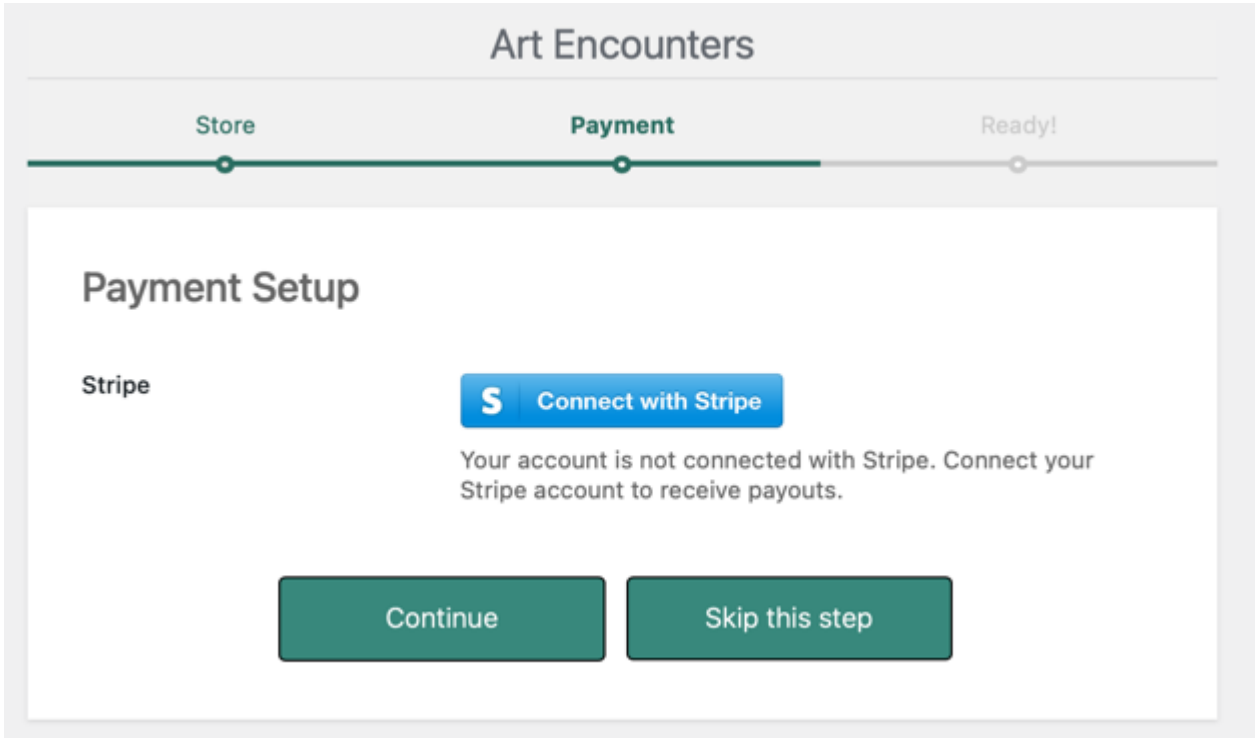 Art Encounters
Store
Payment
Ready!
Payment Setup
Stripe
S Connect with Stripe
Your account is not connected with Stripe. Connect your
Stripe account to receive payouts.
Continue
Skip this step